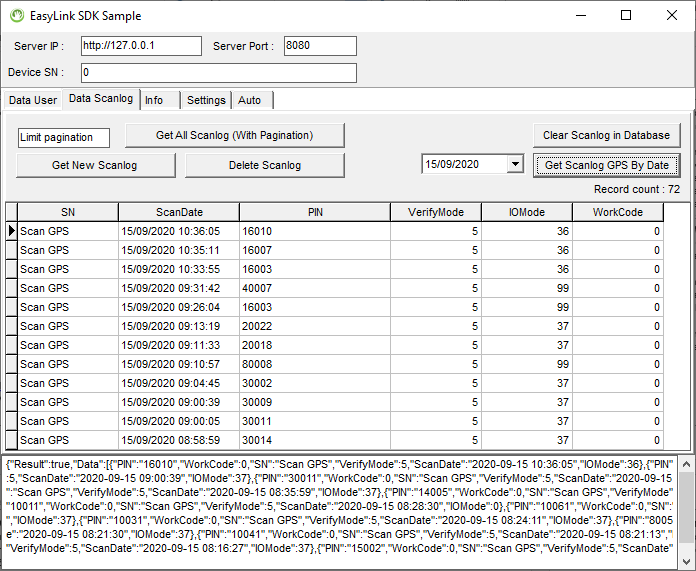 EasyLink SDK Sample
Server IP : http://127.0.0.1 Server Port : 8080
Device SN : 0
Data User Data Scanlog Info Settings Auto
Limit pagination Get All Scanlog (With Pagination) Clear Scanlog in Database
Get New Scanlog Delete Scanlog 15/09/2020 Get Scanlog GPS By Date
Record count : 72
SN ScanDate PIN VerifyMode IOMode WorkCode
Scan GPS 15/09/2020 10:36:05 16010 5 36 0
Scan GPS 15/09/2020 10:35:11 16007 5 36 0
Scan GPS 15/09/2020 10:33:55 16003 5 36 0
Scan GPS 15/09/2020 09:31:42 40007 5 99 0
Scan GPS 15/09/2020 09:26:04 16003 5 99 0
Scan GPS 15/09/2020 09:13:19 20022 5 37 0
Scan GPS 15/09/2020 09:11:33 20018 5 37 0
Scan GPS 15/09/2020 09:10:57 80008 5 99 0
Scan GPS 15/09/2020 09:04:45 30002 5 37 0
Scan GPS 15/09/2020 09:00:39 30009 5 37 0
Scan GPS 15/09/2020 09:00:05 30011 5 37 0
Scan GPS 15/09/2020 08:58:59 30014 5 37 0
{"Result":true,"Data":[{"PIN":"16010","WorkCode":0,"SN":"Scan GPS","VerifyMode":5,"ScanDate":"2020-09-15 10:36:05","IOMode":36},{"PIN"
:5,"ScanDate":"2020-09-15 09:00:39","IOMode":37},{"PIN":"30011","WorkCode":0,"SN":"Scan GPS","VerifyMode":5,"ScanDate":"2020-09-15
:"Scan GPS","VerifyMode":5,"ScanDate":"2020-09-15 08:35:59","IOMode":37},{"PIN":"14005","WorkCode":0,"SN":"Scan GPS","VerifyMode"
"10011","WorkCode":0,"SN":"Scan GPS","VerifyMode":5,"ScanDate":"2020-09-15 08:28:30","IOMode":0},{"PIN":"10061","WorkCode":0,"SN":
","IOMode":37},{"PIN":"10031","WorkCode":0,"SN":"Scan GPS","VerifyMode":5,"ScanDate":"2020-09-15 08:24:11","IOMode":37},{"PIN":"8005
e":"08:21:30","IOMode":37},{"PIN":"10041","WorkCode":0,"SN":"Scan GPS","VerifyMode":5,"ScanDate":"2020-09-15 08:21:13","
"VerifyMode":5,"ScanDate":"2020-09-15 08:16:27","IOMode":37},{"PIN":"15002","WorkCode":0,"SN":"Scan GPS","VerifyMode":5,"ScanDate"